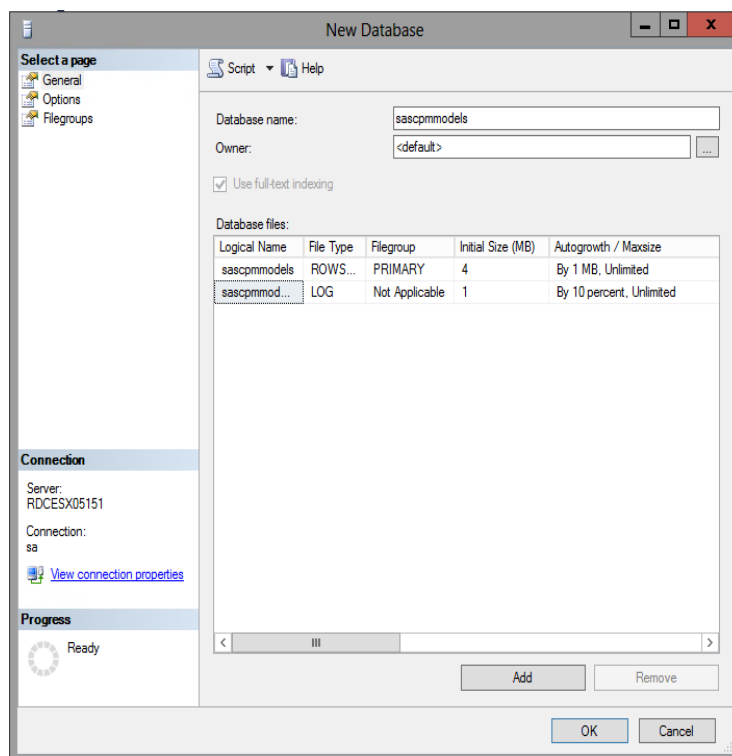 New Database
X
Select a page
General
Options
Filegroups
Script
Help
Database name:
sascpmmodels
Owner:
<default>
...
Use full-text indexing
Database files:
Logical Name File Type Filegroup Initial Size (MB) Autogrowth / Maxsize
sascpmmodels ROWS... PRIMARY 4 By 1 MB, Unlimited
sascpmmod... LOG Not Applicable 1 By 10 percent, Unlimited
Connection
Server:
RDCESX05151
Connection:
sa
View connection properties
Progress
Ready
Add
Remove
OK
Cancel